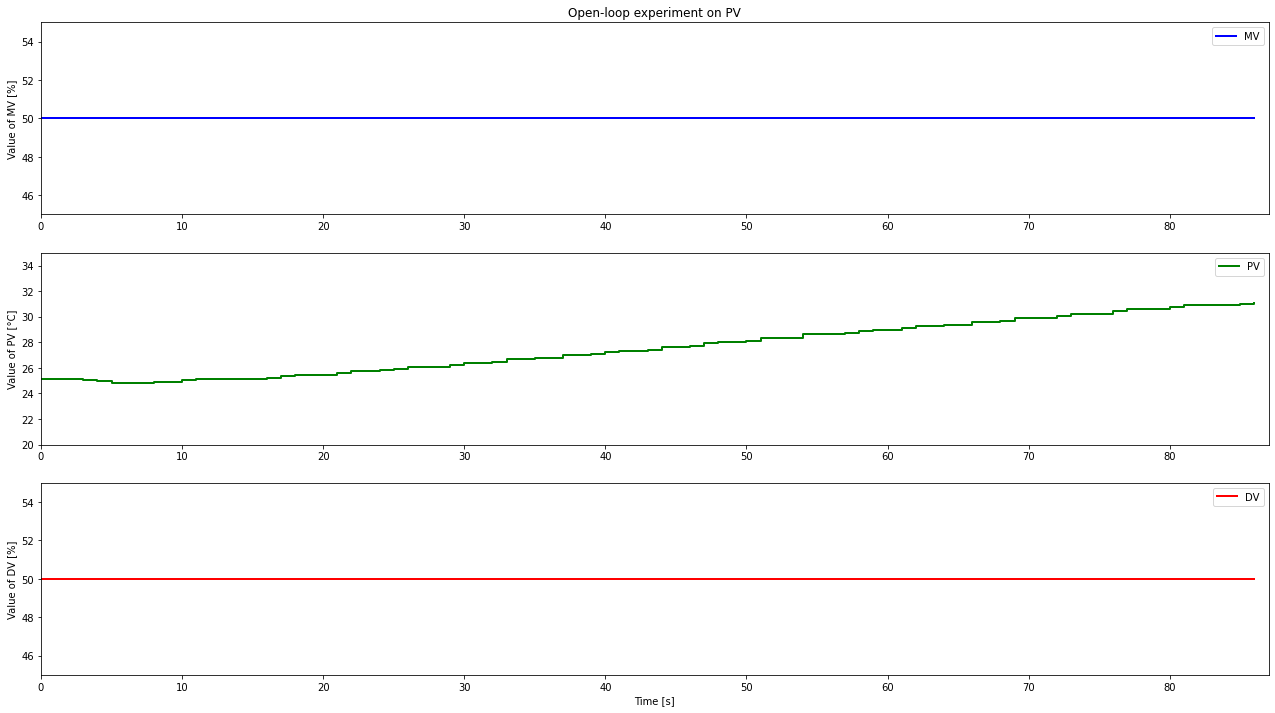 Open-loop experiment on PV
MV
Value of MV [%]
54
52
50
48
46
0 10 20 30 40 50 60 70 80
PV
Value of PV [°C]
34
32
30
28
26
24
22
20
0 10 20 30 40 50 60 70 80
DV
Value of DV [%]
54
52
50
48
46
0 10 20 30 40 50 60 70 80
Time [s]